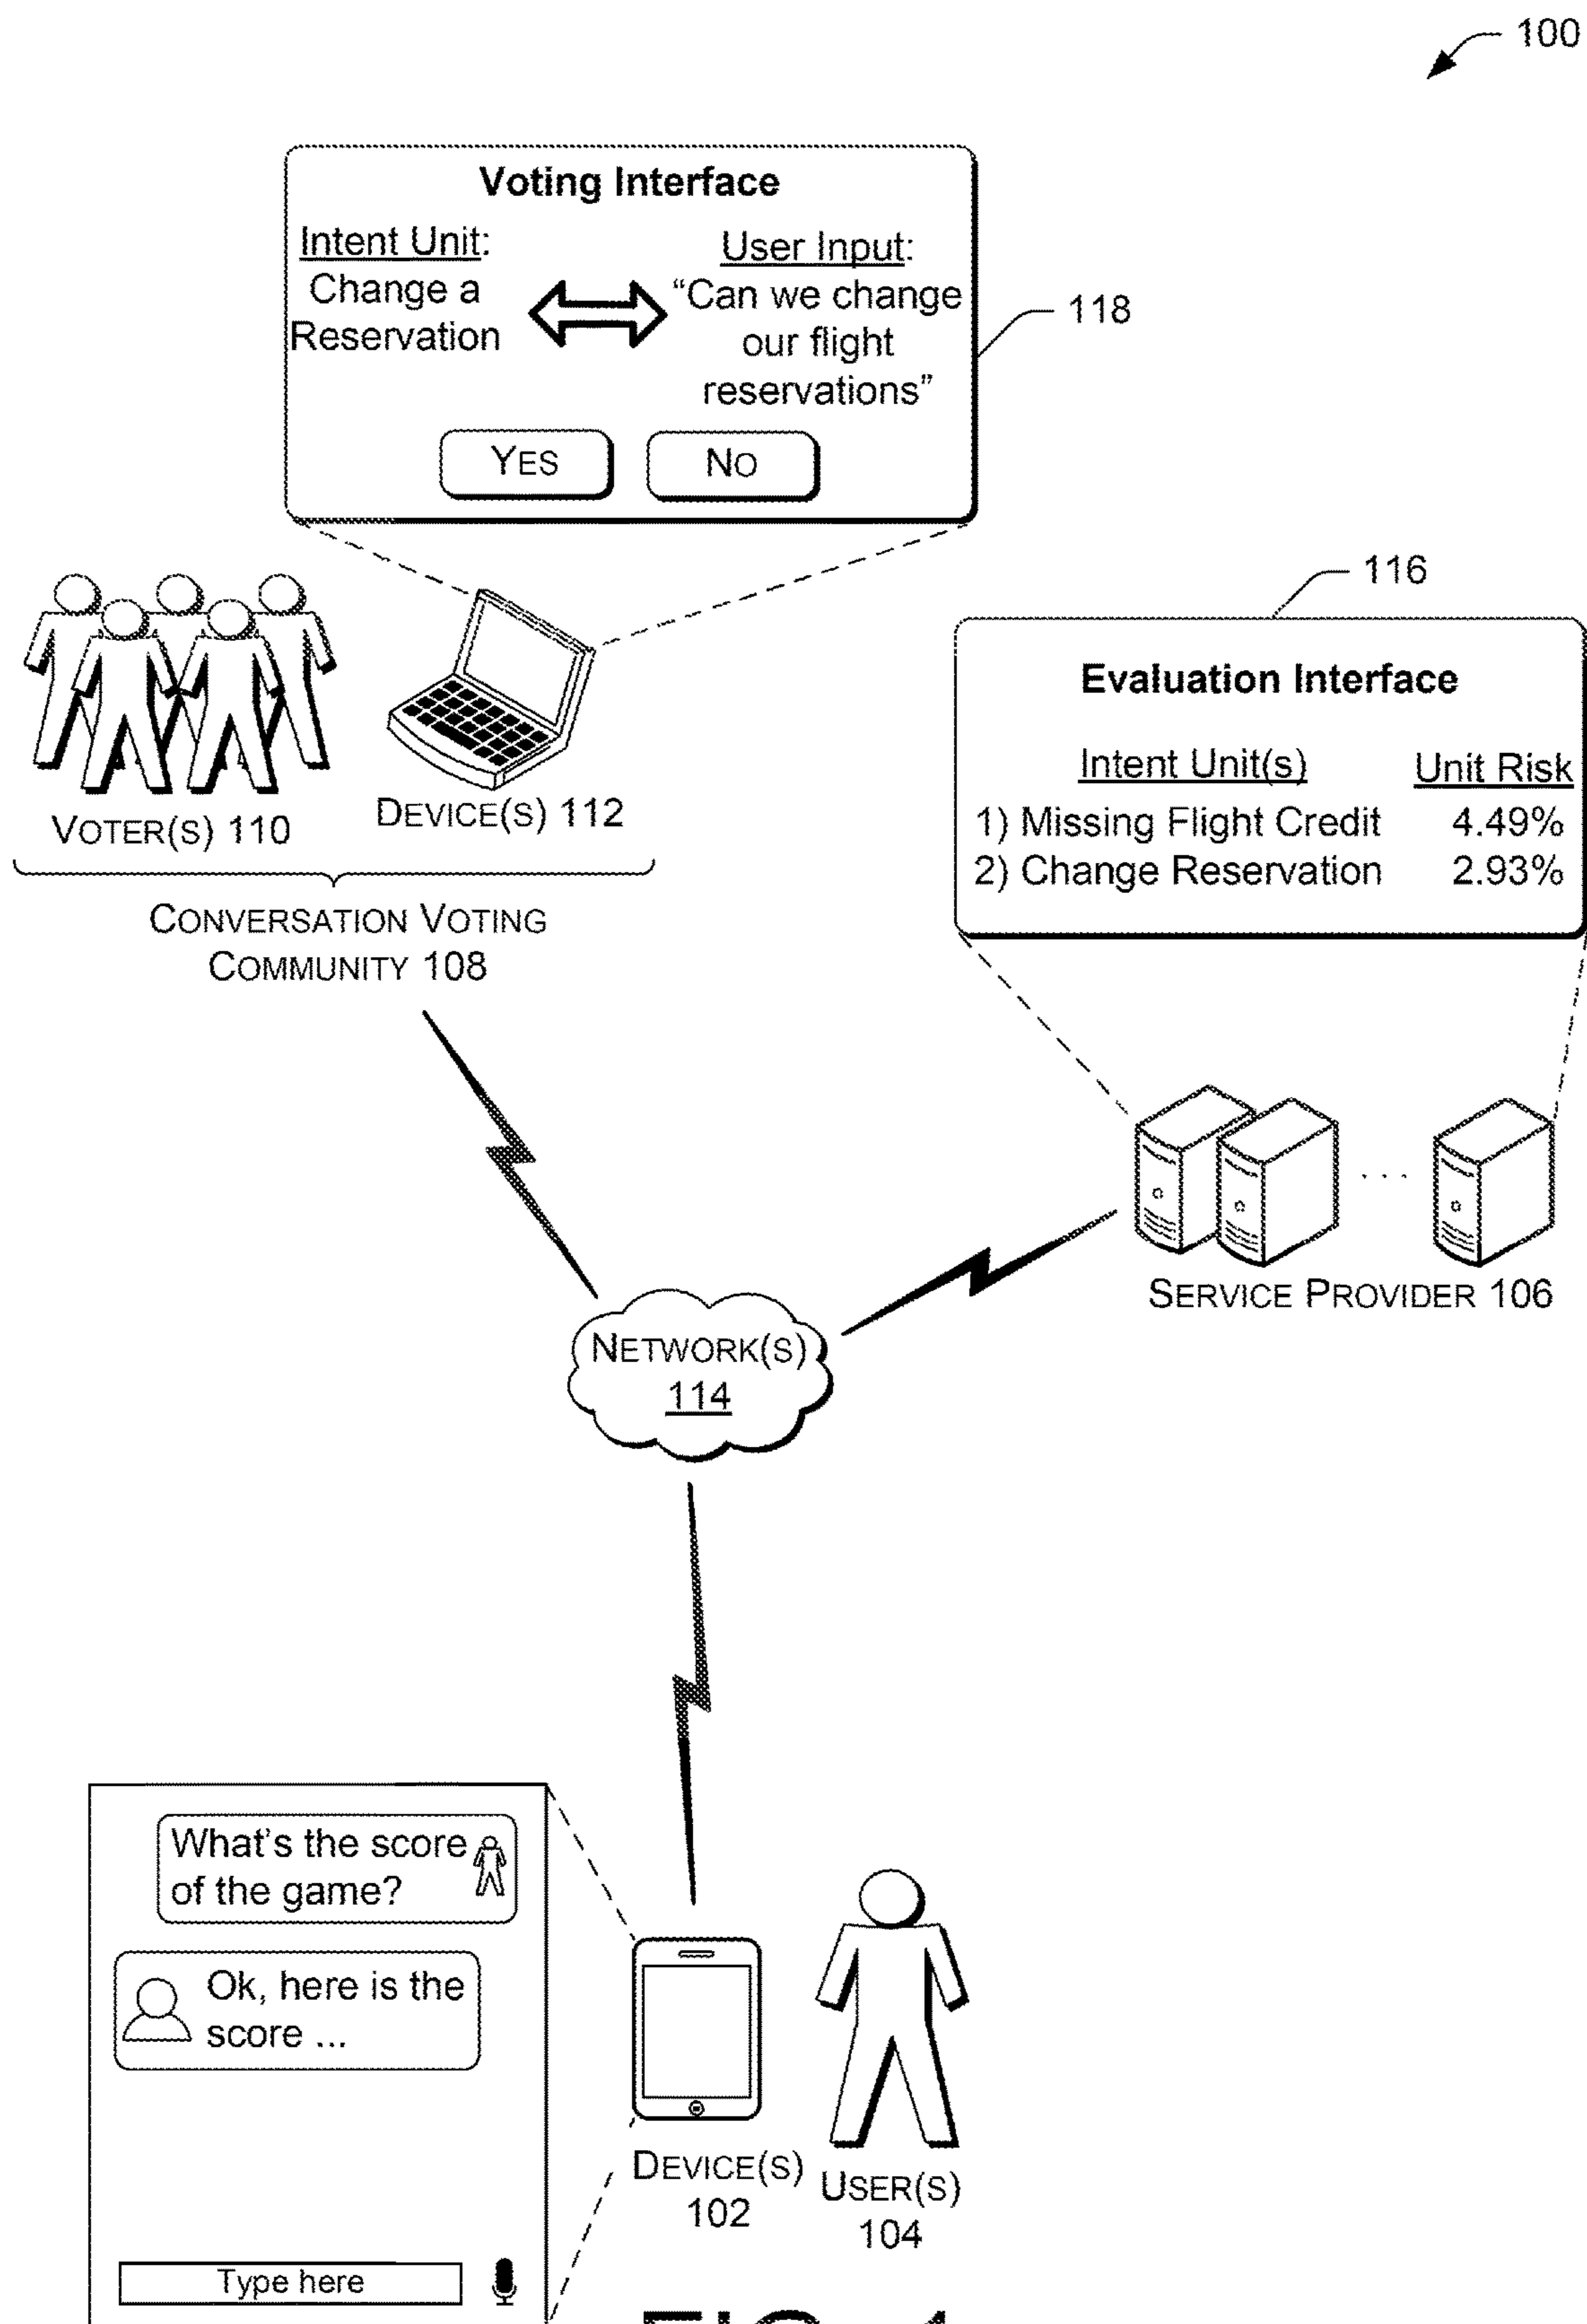 100
Voting Interface
Intent Unit:
Change a
Reservation
User Input:
“Can we change
our flight
reservations”
118
YES
NO
116
Evaluation Interface
Intent Unit(s)
Unit Risk
1) Missing Flight Credit 4.49%
2) Change Reservation 2.93%
VOTER(S) 110
DEVICE(S) 112
CONVERSATION VOTING
COMMUNITY 108
SERVICE PROVIDER 106
NETWORK(S)
114
What's the score
of the game?
Ok, here is the
score ...
Type here
DEVICE(S)
102
USER(S)
104